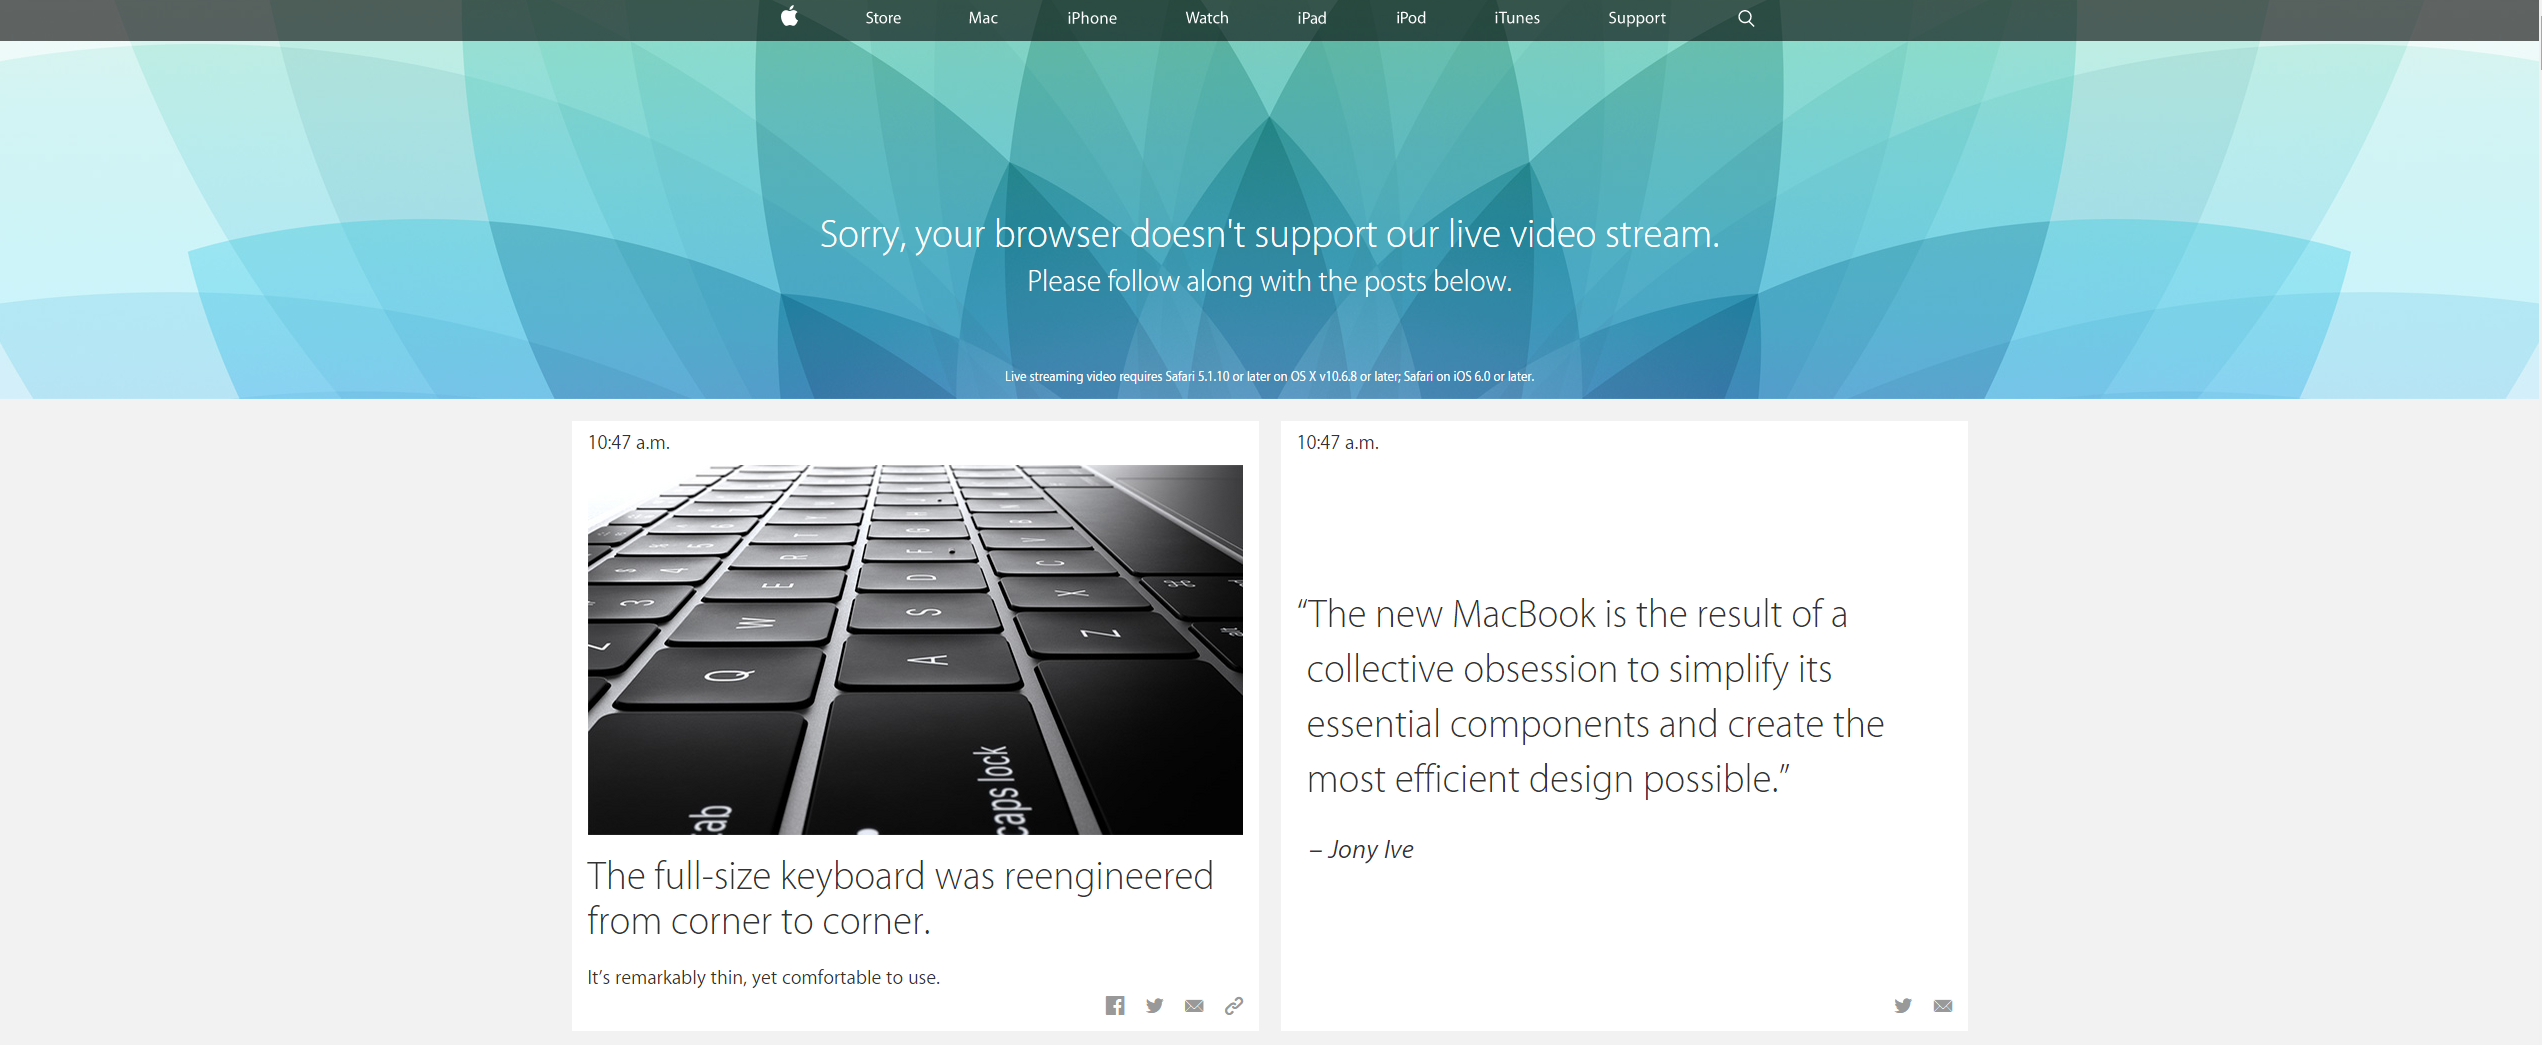 Store Mac iPhone Watch iPad iPod iTunes Support
Sorry, your browser doesn't support our live video stream.
Please follow along with the posts below.
Live streaming video requires Safari 5.1.10 or later on OS X v10.6.8 or later; Safari on iOS 6.0 or later.
10:47 a.m.
V
T R E W Q
H G F D S A
B V C X Z
5 4 3
6 5
caps lock
ab
The full-size keyboard was reengineered
from corner to corner.
It’s remarkably thin, yet comfortable to use.
10:47 a.m.
“The new MacBook is the result of a
collective obsession to simplify its
essential components and create the
most efficient design possible.”
– Jony Ive